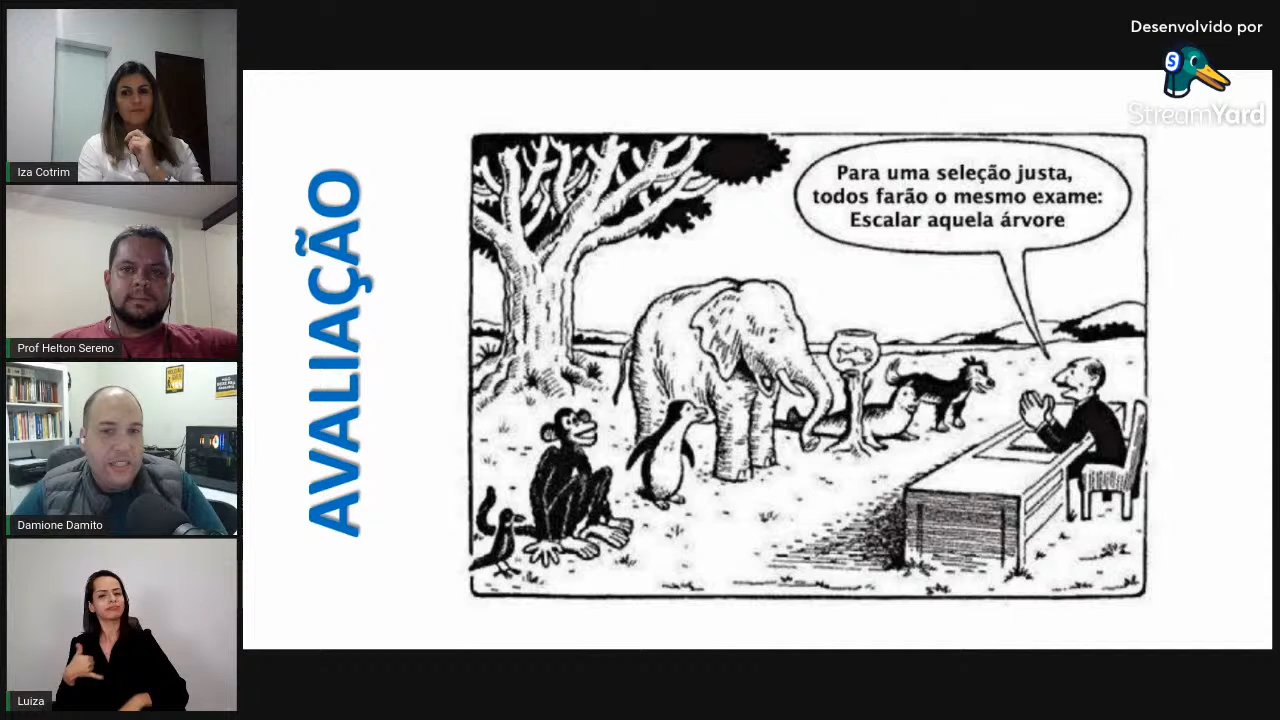 Desenvolvido por
S
StreamYard
Iza Cotrim
Prof Helton Sereno
Damione Damito
Luiza
AVALIAÇÃO
Para uma seleção justa,
todos farão o mesmo exame:
Escalar aquela árvore